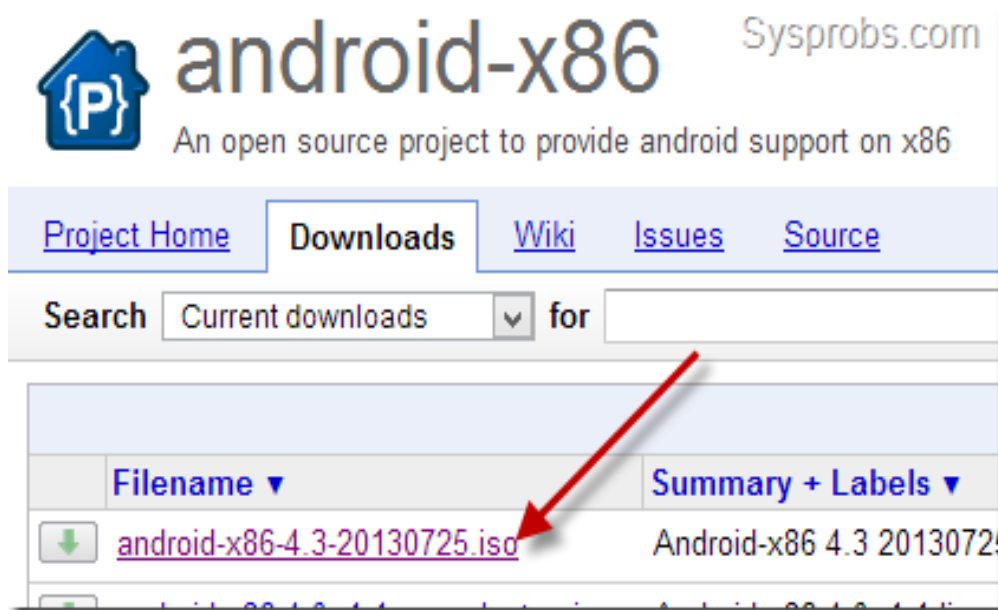 {P}
android-x86
Sysprobs.com
An open source project to provide android support on x86
Project Home Downloads Wiki Issues Source
Search Current downloads for
Filename ▼ Summary + Labels ▼
android-x86-4.3-20130725.iso Android-x86 4.3 2013072